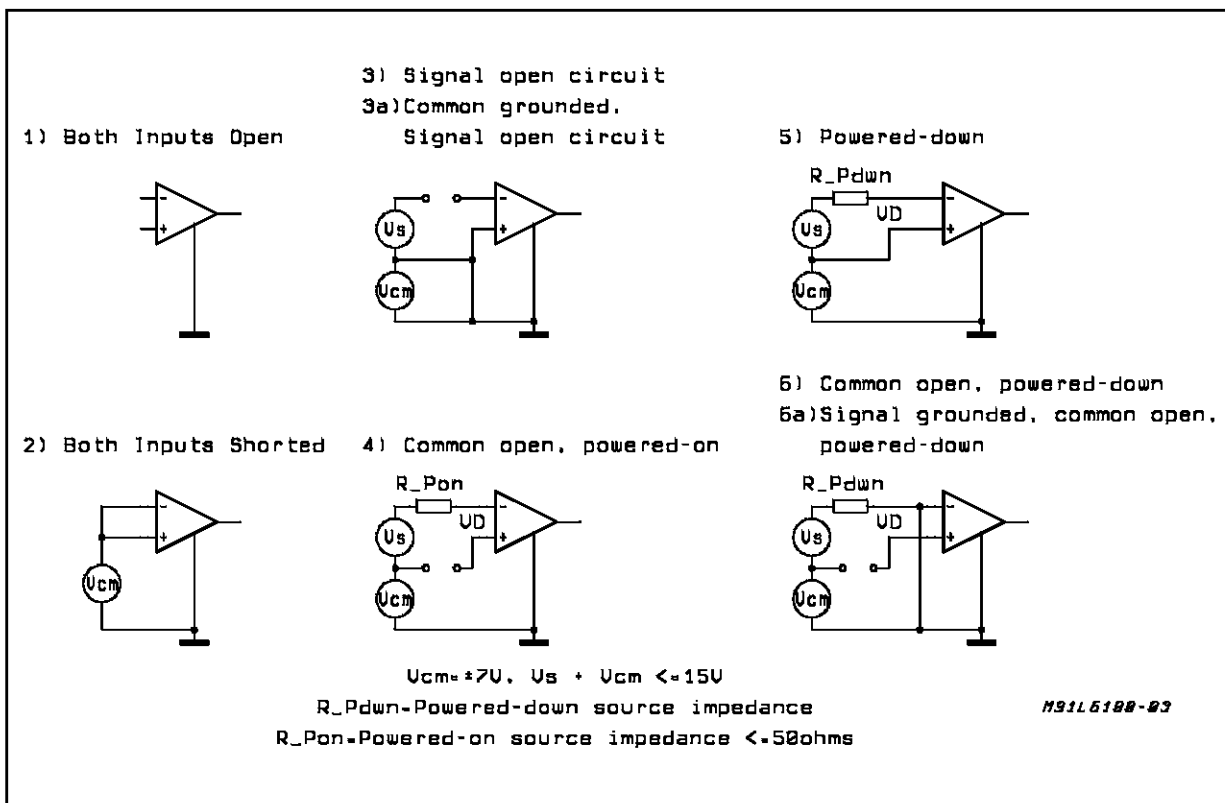 1) Both Inputs Open
-
+
3) Signal open circuit
3a)Common grounded,
Signal open circuit
Vs
Vcm
-
+
5) Powered-down
R_Pdwn
VD
Vs
Vcm
-
+
2) Both Inputs Shorted
Vcm
-
+
4) Common open, powered-on
R_Pon
VD
Vs
Vcm
-
+
6) Common open, powered-down
6a)Signal grounded, common open,
powered-down
R_Pdwn
VD
Vs
Vcm
-
+
Vcm=±7V, Vs + Vcm <=15V
R_Pdwn=Powered-down source impedance
R_Pon=Powered-on source impedance <=50ohms
M31L6180-03